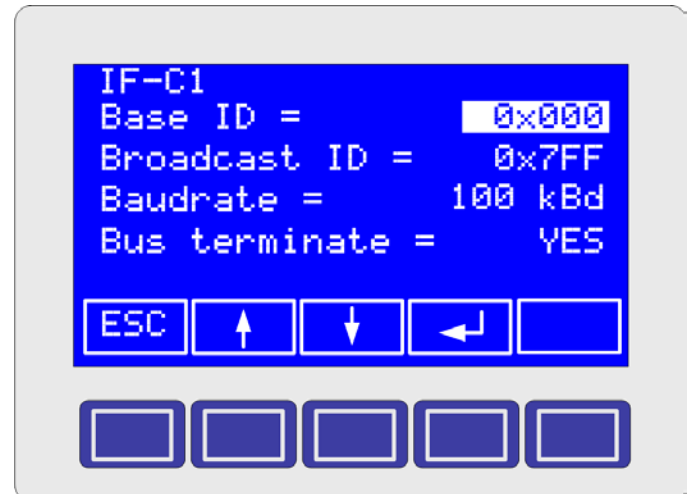 IF-C1
Base ID = 0x000
Broadcast ID = 0x7FF
Baudrate = 100 kBd
Bus terminate = YES
ESC